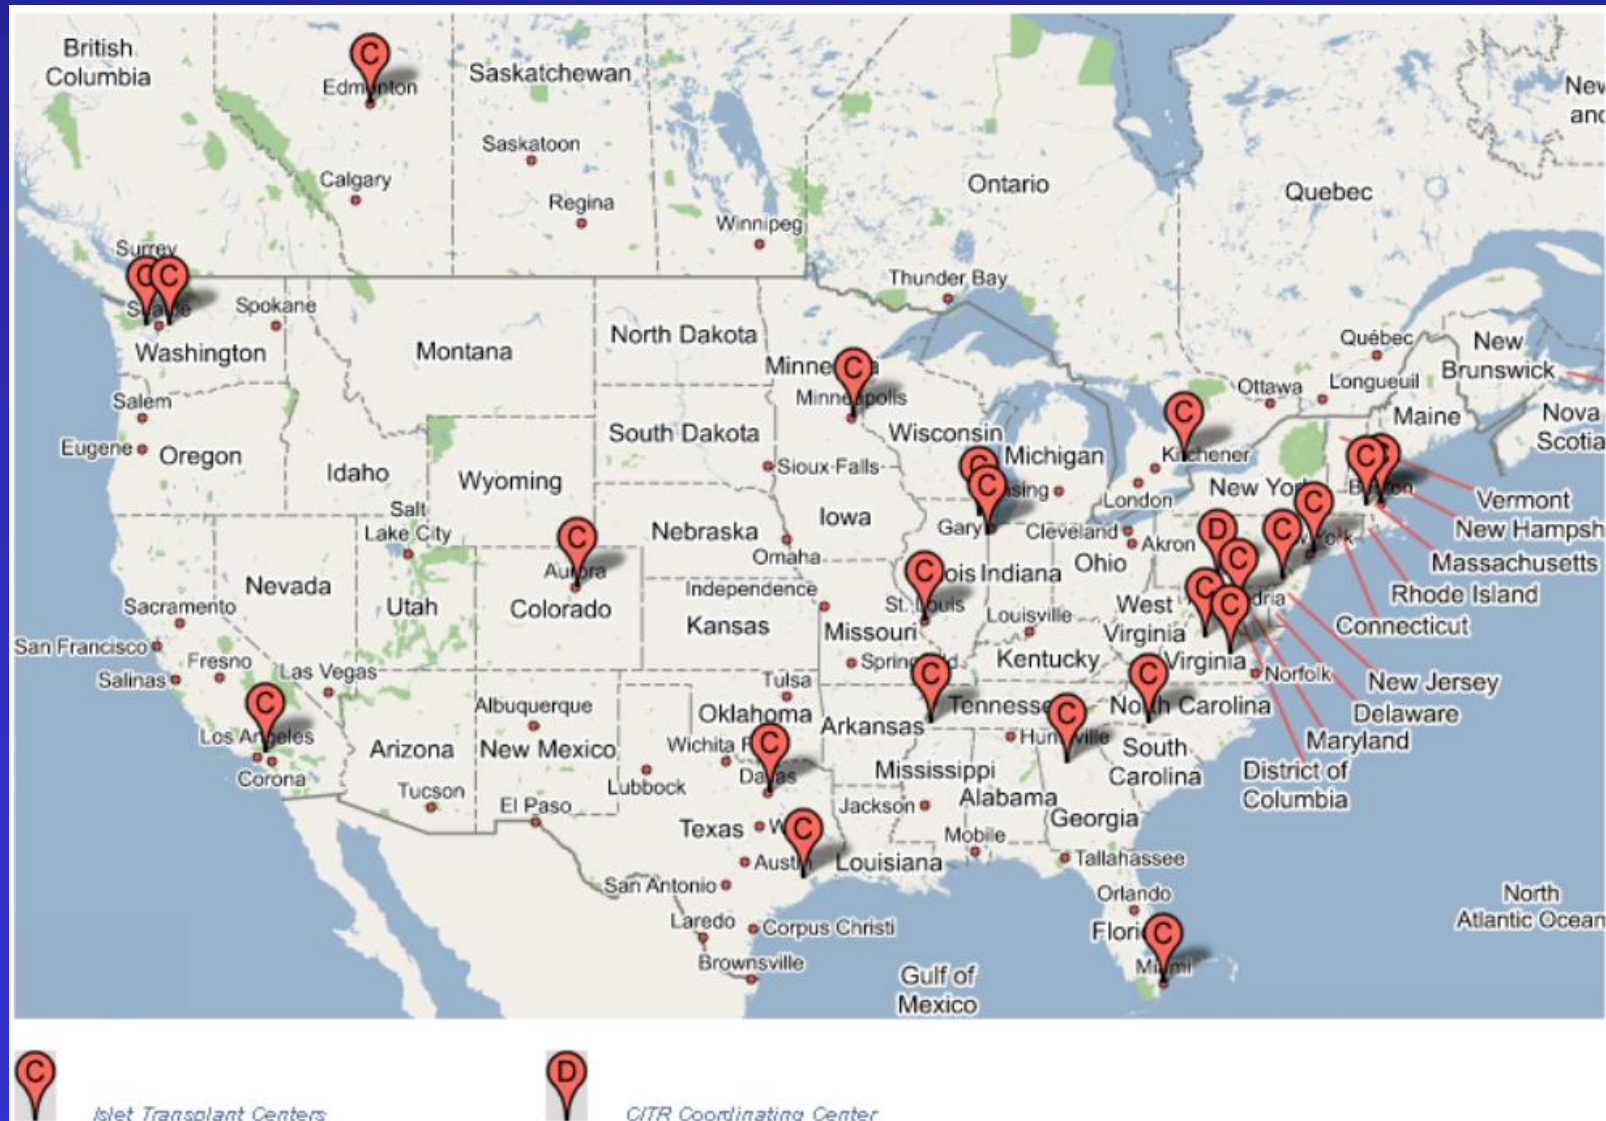 British
Columbia
C
Edmonton
Saskatchewan
New
and
Saskatoon
Calgary
Ontario
Quebec
Regina
Winnipeg
Surrey
C
C
Thunder Bay
Spokane
North Dakota
Québec
New
Brunswick
Washington
Montana
C
Minneapolis
Ottawa
Longueuil
Salem
C
Maine
Nova
Scotia
South Dakota
Wisconsin
Eugene
Oregon
Michigan
Kitchener
C
C
Idaho
Sioux Falls
C
Wyoming
C
London
New York
Vermont
Salt
Lake City
Iowa
C
New Hampsh
Nebraska
Gary
Cleveland
D
C
Akron
C
Omaha
Massachusetts
C
Aurora
Ohio
C
Indiana
Nevada
Independence
C
Rhode Island
Sacramento
Utah
Colorado
St. Louis
West
Virginia
C
Louisville
Connecticut
Kansas
Missouri
San Francisco
Fresno
Las Vegas
Kentucky
Virginia
Salinas
Norfolk
New Jersey
Tulsa
C
C
C
Albuquerque
Oklahoma
Tennessee
North Carolina
Delaware
C
Arkansas
Los Angeles
Arizona
New Mexico
C
Huntsville
South
Carolina
Maryland
Corona
Dallas
Mississippi
District of
Columbia
Lubbock
Tucson
El Paso
Jackson
Alabama
Georgia
Texas
C
Mobile
Austin
Louisiana
Tallahassee
San Antonio
Orlando
North
Atlantic Ocean
Laredo
Corpus Christi
C
Brownsville
Miami
Gulf of
Mexico
C
Islet Transplant Centers
D
CITR Coordinating Center